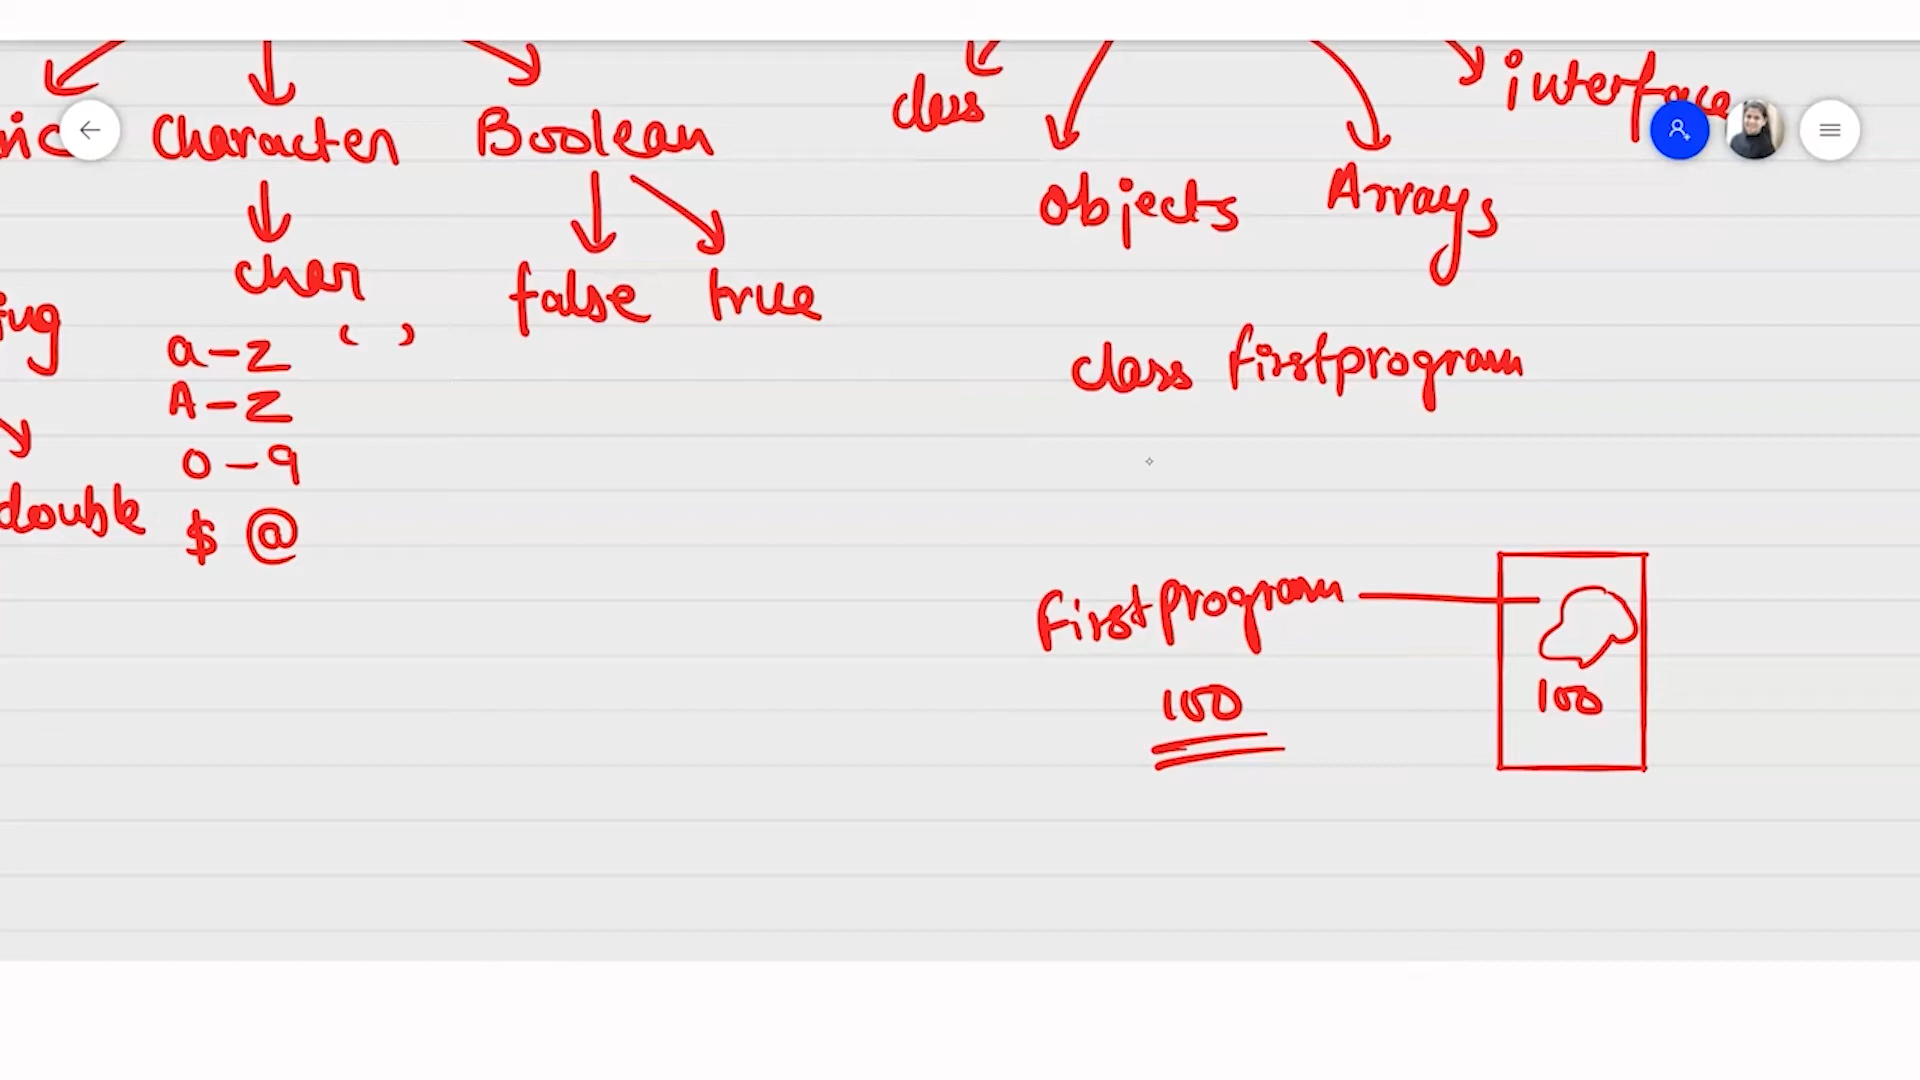 class
interface
Character
Boolean
Objects
Arrays
char
false true
a-z ' '
A-Z
0-9
double
$ @
class firstprogram
firstprogram
100
100